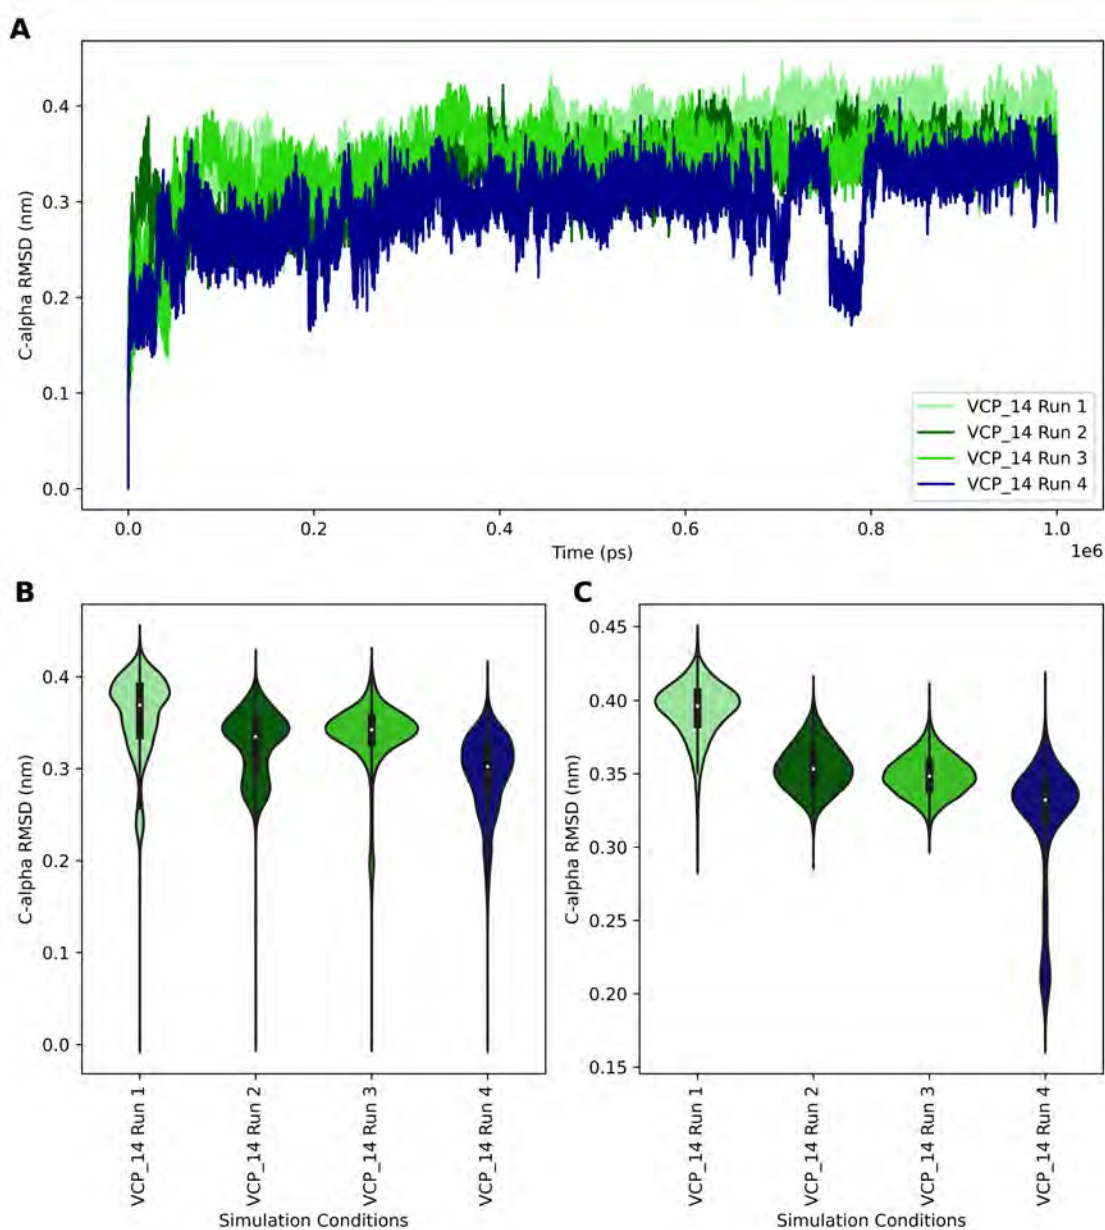 A
C-alpha RMSD (nm)
0.4
0.3
0.2
0.1
0.0
VCP_14 Run 1
VCP_14 Run 2
VCP_14 Run 3
VCP_14 Run 4
0.0 0.2 0.4 0.6 0.8 1.0
Time (ps)
1e6
B
C-alpha RMSD (nm)
0.4
0.3
0.2
0.1
0.0
VCP_14 Run 1
VCP_14 Run 2
VCP_14 Run 3
VCP_14 Run 4
Simulation Conditions
C
C-alpha RMSD (nm)
0.45
0.40
0.35
0.30
0.25
0.20
0.15
VCP_14 Run 1
VCP_14 Run 2
VCP_14 Run 3
VCP_14 Run 4
Simulation Conditions